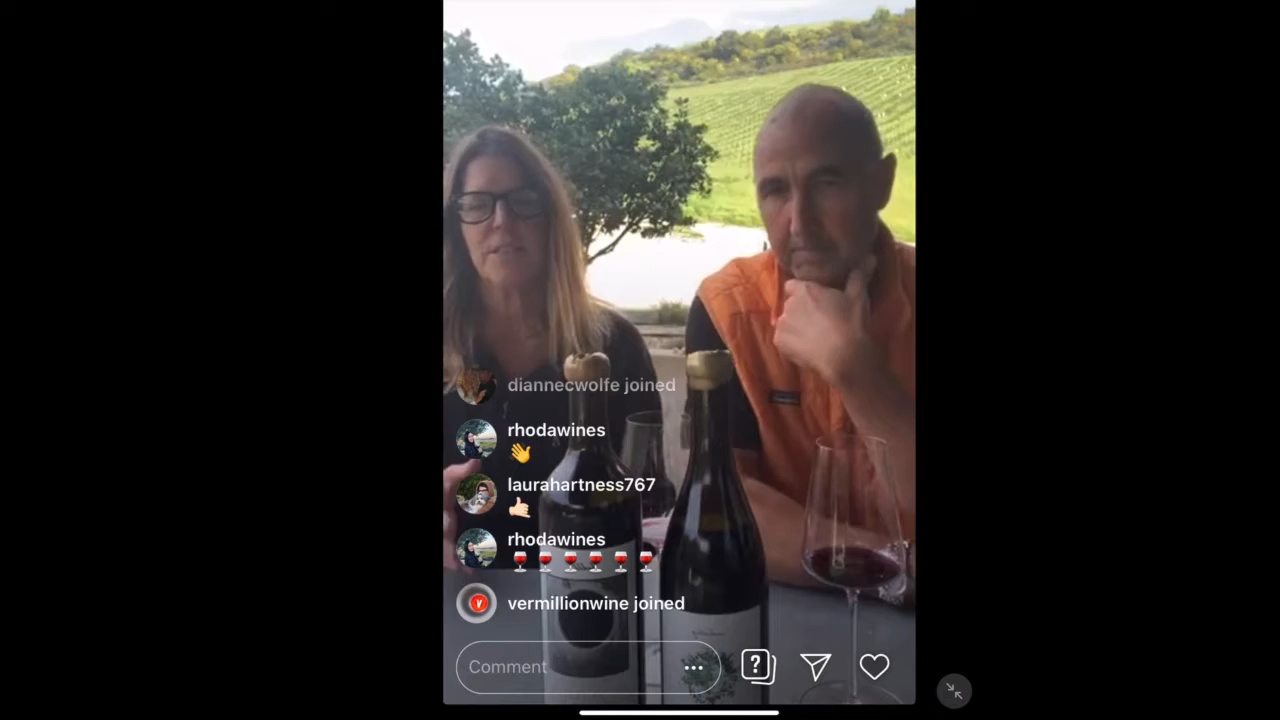 diannecwolfe joined
rhodawines
laurahartness767
rhodawines
vermillionwine joined
V
Comment
?